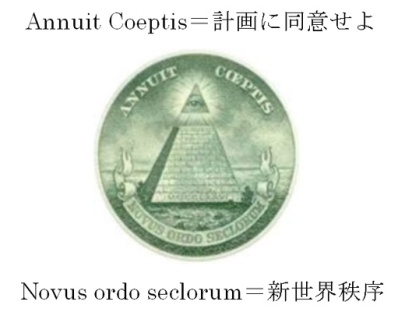 Annuit Coeptis＝計画に同意せよ
ANNUIT CŒPTIS
MDCCLXXVI
NOVUS ORDO SECLORUM
Novus ordo seclorum＝新世界秩序